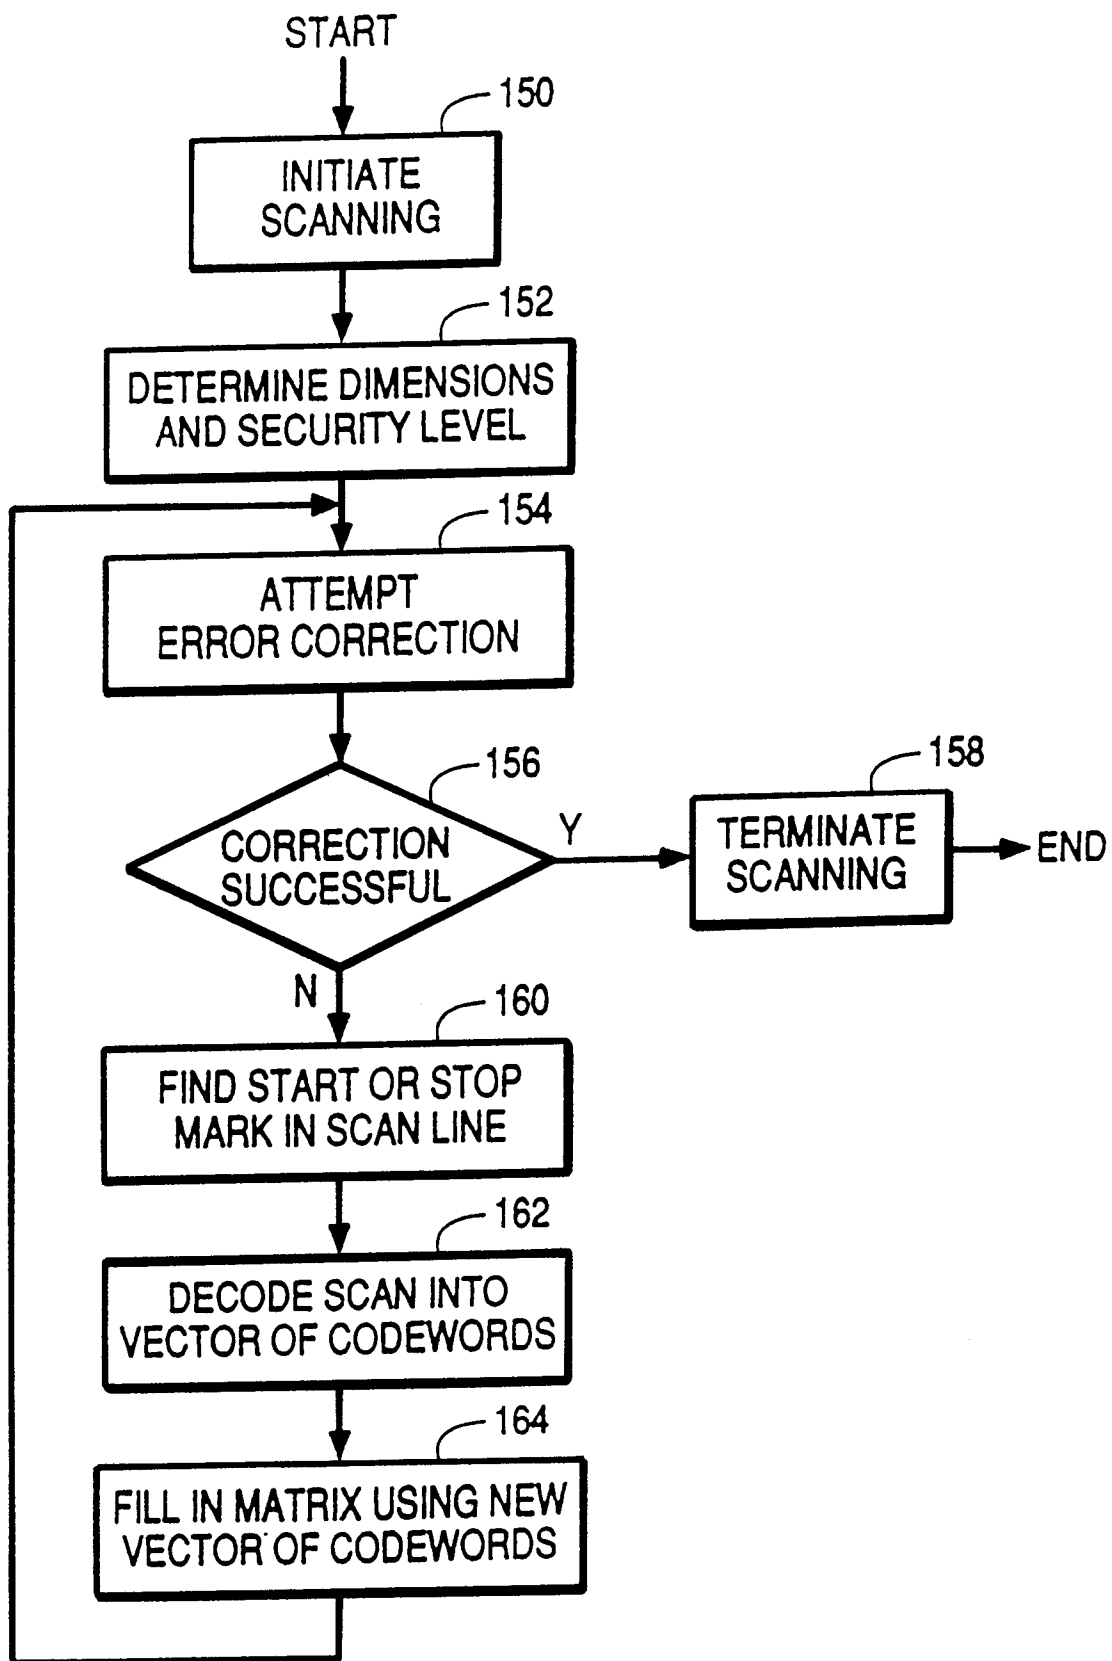 START
150
INITIATE
SCANNING
152
DETERMINE DIMENSIONS
AND SECURITY LEVEL
154
ATTEMPT
ERROR CORRECTION
156
CORRECTION
SUCCESSFUL
Y
158
TERMINATE
SCANNING
END
N
160
FIND START OR STOP
MARK IN SCAN LINE
162
DECODE SCAN INTO
VECTOR OF CODEWORDS
164
FILL IN MATRIX USING NEW
VECTOR OF CODEWORDS